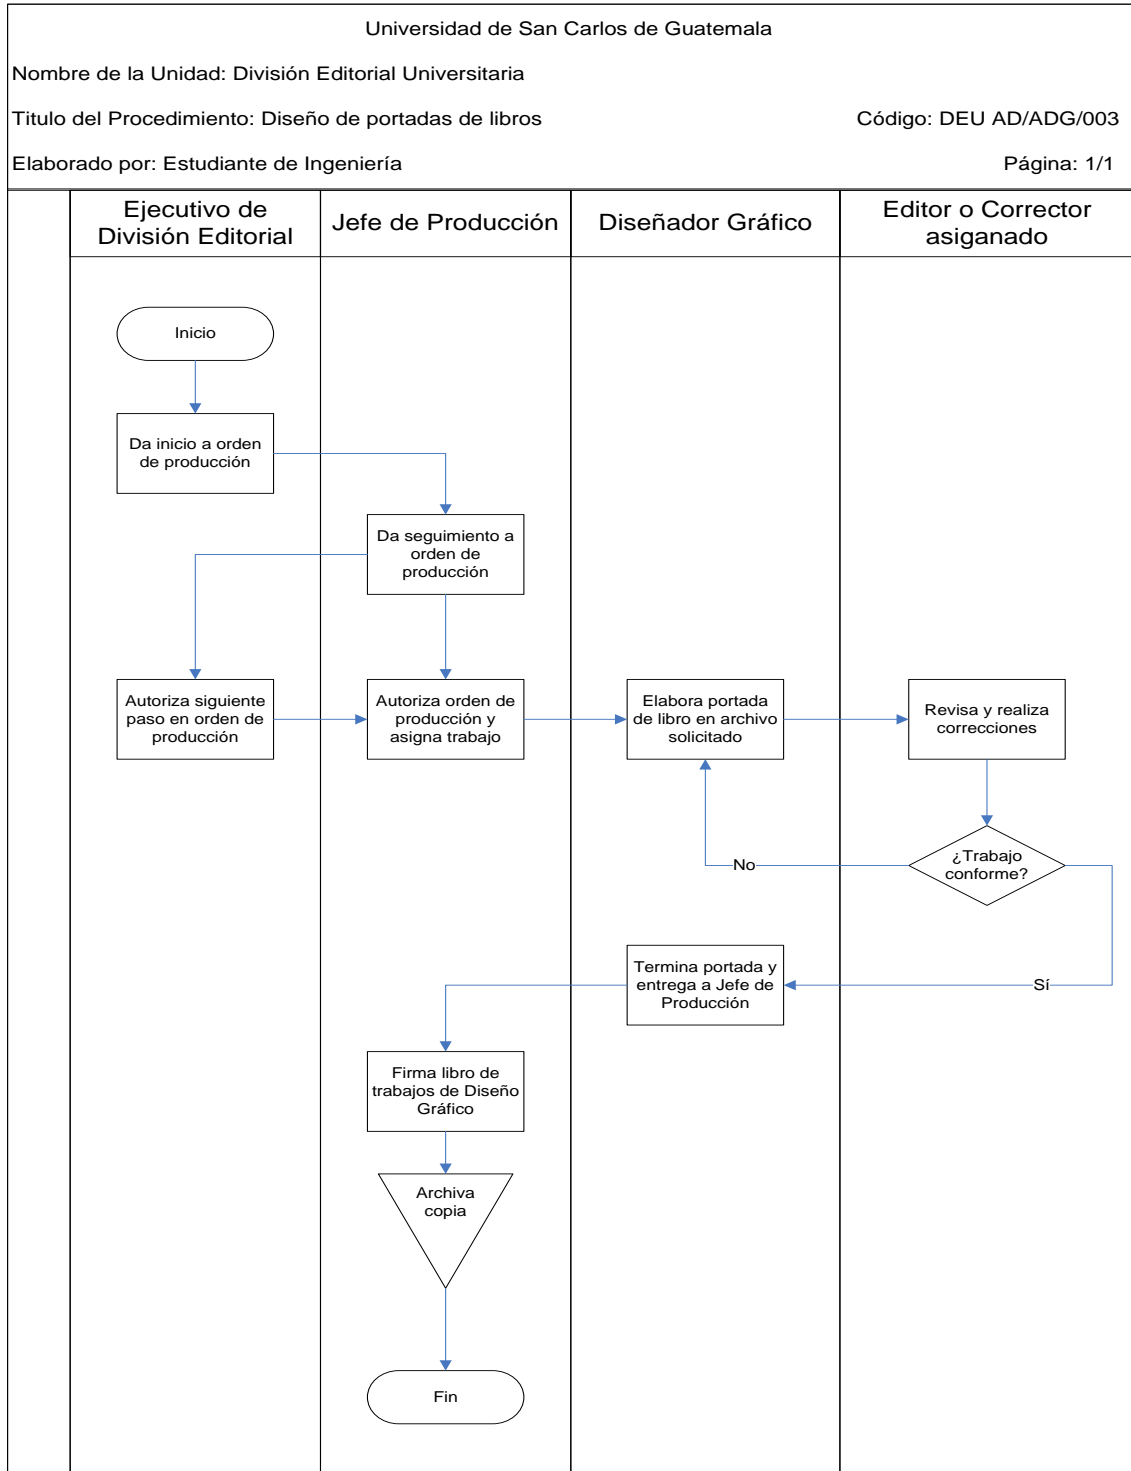 Universidad de San Carlos de Guatemala
Nombre de la Unidad: División Editorial Universitaria
Titulo del Procedimiento: Diseño de portadas de libros
Código: DEU AD/ADG/003
Elaborado por: Estudiante de Ingeniería
Página: 1/1
Ejecutivo de
División Editorial
Jefe de Producción
Diseñador Gráfico
Editor o Corrector
asiganado
Inicio
Da inicio a orden
de producción
Da seguimiento a
orden de
producción
Autoriza siguiente
paso en orden de
producción
Autoriza orden de
producción y
asigna trabajo
Elabora portada
de libro en archivo
solicitado
Revisa y realiza
correcciones
¿Trabajo
conforme?
No
Sí
Termina portada y
entrega a Jefe de
Producción
Firma libro de
trabajos de Diseño
Gráfico
Archiva
copia
Fin